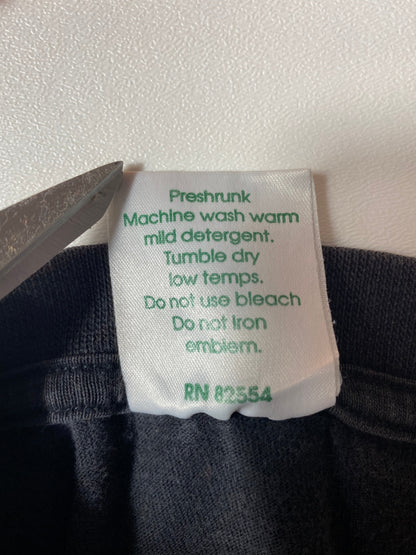 Preshrunk
Machine wash warm
mild detergent.
Tumble dry
low temps.
Do not use bleach
Do not iron
emblem.
RN 82554